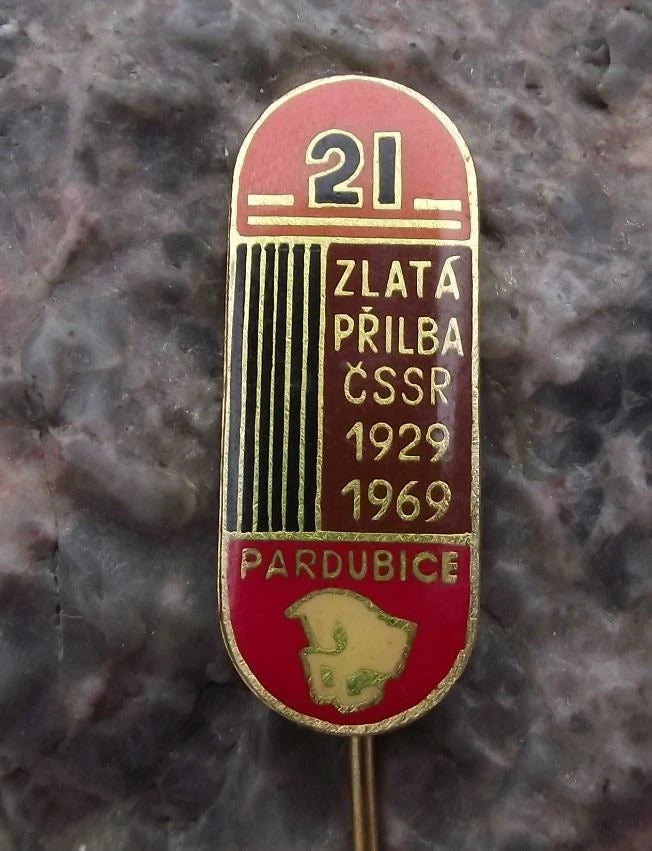 21
ZLATÁ
PŘILBA
ČSSR
1929
1969
PARDUBICE